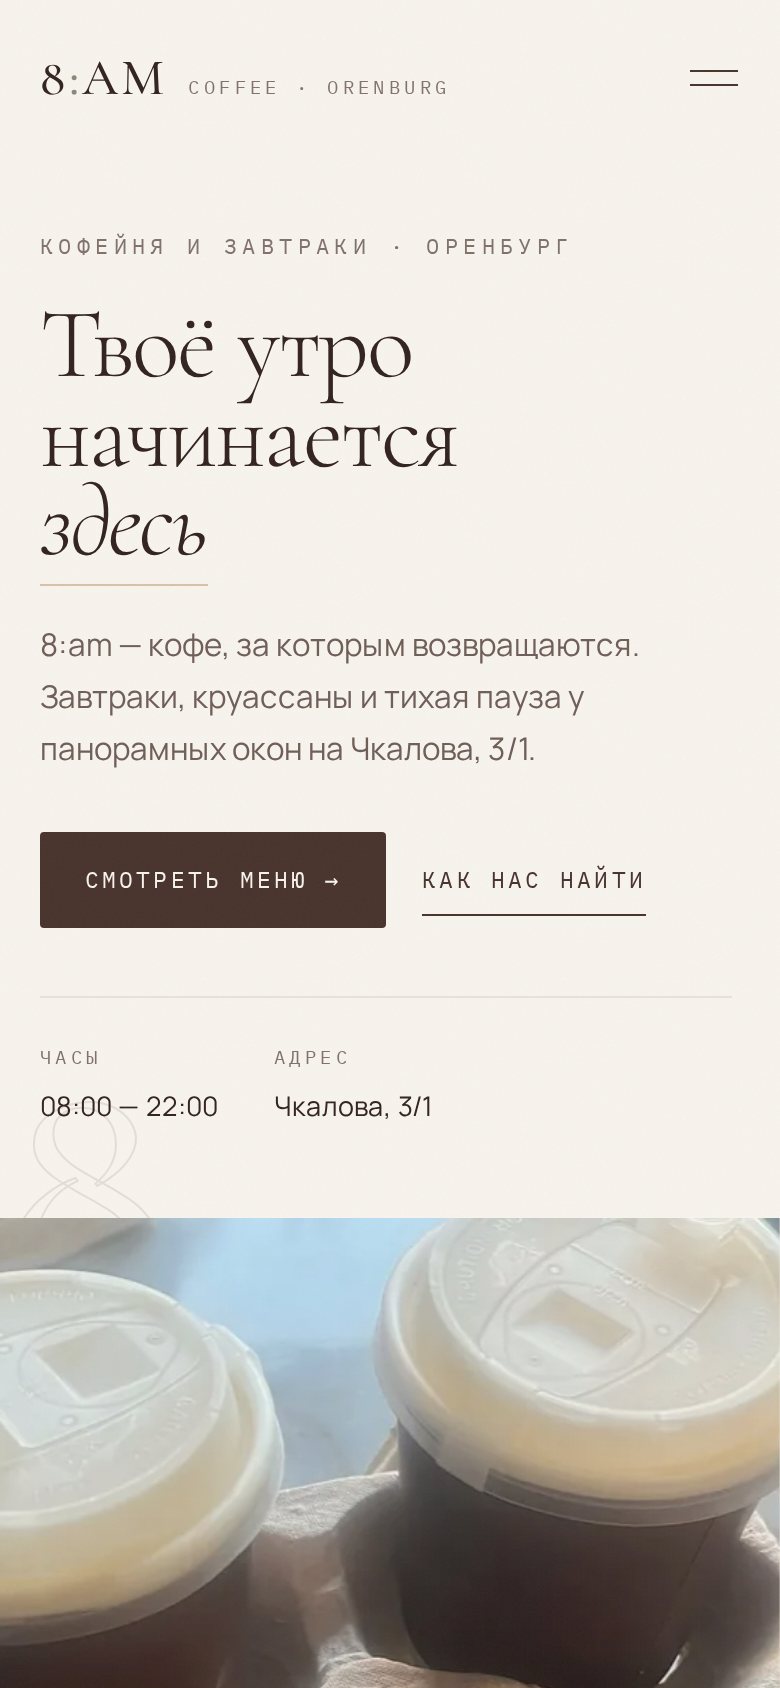 8:AM COFFEE · ORENBURG
КОФЕЙНЯ И ЗАВТРАКИ · ОРЕНБУРГ
Твоё утро
начинается
здесь
8:am — кофе, за которым возвращаются.
Завтраки, круассаны и тихая пауза у
панорамных окон на Чкалова, 3/1.
СМОТРЕТЬ МЕНЮ →
КАК НАС НАЙТИ
ЧАСЫ
АДРЕС
08:00 — 22:00
Чкалова, 3/1
8